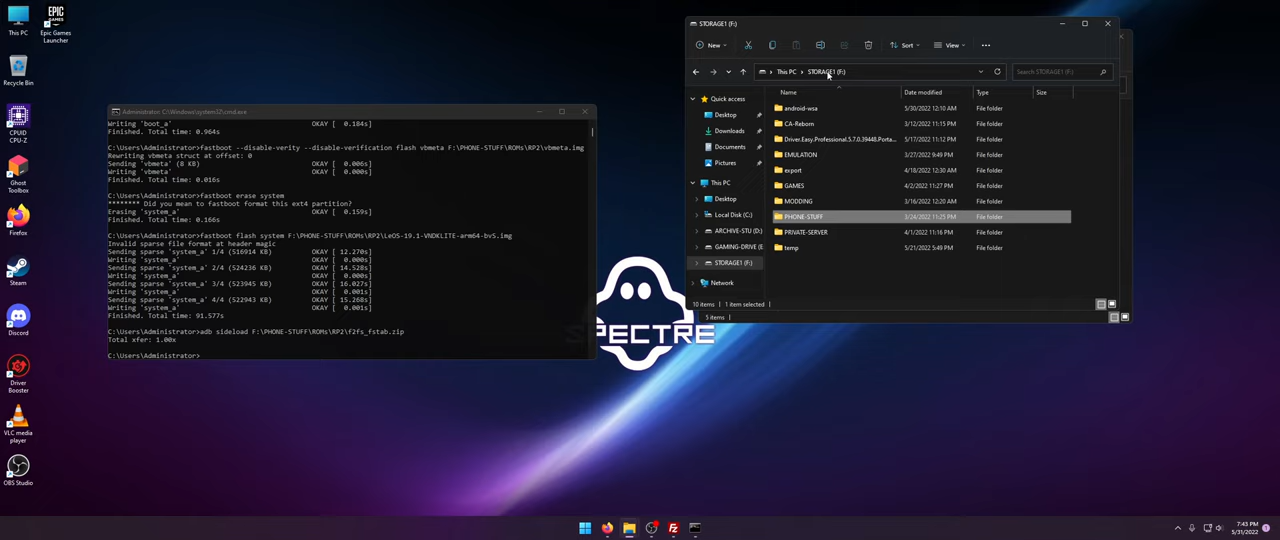 This PC
Epic Games
Launcher
Recycle Bin
CPUID
CPU-Z
Ghost
Toolbox
Firefox
Steam
Discord
Driver
Booster
VLC media
player
OBS Studio
Administrator: C:\Windows\system32\cmd.exe
Writing 'boot_a' OKAY [ 0.184s]
Finished. Total time: 0.964s
C:\Users\Administrator>fastboot --disable-verity --disable-verification flash vbmeta F:\PHONE-STUFF\ROMs\RP2\vbmeta.img
Rewriting vbmeta struct at offset: 0
Sending 'vbmeta' (8 KB) OKAY [ 0.006s]
Writing 'vbmeta' OKAY [ 0.000s]
Finished. Total time: 0.016s
C:\Users\Administrator>fastboot erase system
******** Did you mean to fastboot format this ext4 partition?
Erasing 'system_a' OKAY [ 0.159s]
Finished. Total time: 0.166s
C:\Users\Administrator>fastboot flash system F:\PHONE-STUFF\ROMs\RP2\LeOS-19.1-VNDKLITE-arm64-bvS.img
Invalid sparse file format at header magic
Sending sparse 'system_a' 1/4 (516914 KB) OKAY [ 12.270s]
Writing 'system_a' OKAY [ 0.000s]
Sending sparse 'system_a' 2/4 (524236 KB) OKAY [ 14.528s]
Writing 'system_a' OKAY [ 0.000s]
Sending sparse 'system_a' 3/4 (523945 KB) OKAY [ 16.027s]
Writing 'system_a' OKAY [ 0.001s]
Sending sparse 'system_a' 4/4 (522943 KB) OKAY [ 15.268s]
Writing 'system_a' OKAY [ 0.001s]
Finished. Total time: 91.577s
C:\Users\Administrator>adb sideload F:\PHONE-STUFF\ROMs\RP2\f2fs_fstab.zip
Total xfer: 1.00x
C:\Users\Administrator>
SPECTRE
STORAGE1 (F:)
New
Sort
View
This PC > STORAGE1 (F:)
Search STORAGE1 (F:)
Quick access
Desktop
Downloads
Documents
Pictures
This PC
Desktop
Local Disk (C:)
ARCHIVE-STU (D:
GAMING-DRIVE (E
STORAGE1 (F:)
Network
Name Date modified Type Size
android-wsa 5/30/2022 12:10 AM File folder
CA-Reborn 3/12/2022 11:15 PM File folder
Driver.Easy.Professional.5.7.0.39448.Porta... 5/17/2022 11:12 PM File folder
EMULATION 3/27/2022 9:49 PM File folder
export 4/18/2022 12:30 AM File folder
GAMES 4/2/2022 11:27 PM File folder
MODDING 3/16/2022 12:20 AM File folder
PHONE-STUFF 3/24/2022 11:25 PM File folder
PRIVATE-SERVER 4/1/2022 11:16 PM File folder
temp 5/21/2022 5:49 PM File folder
10 items 1 item selected
5 items
7:43 PM
5/31/2022
1